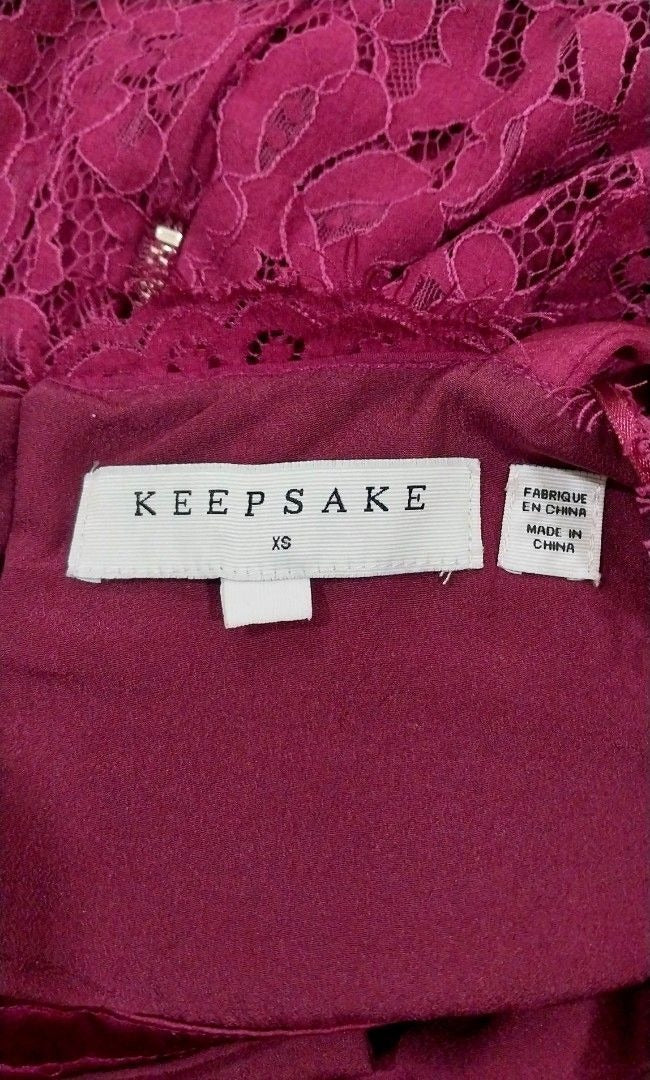 KEEPSAKE
XS
FABRIQUE
EN CHINA
MADE IN
CHINA